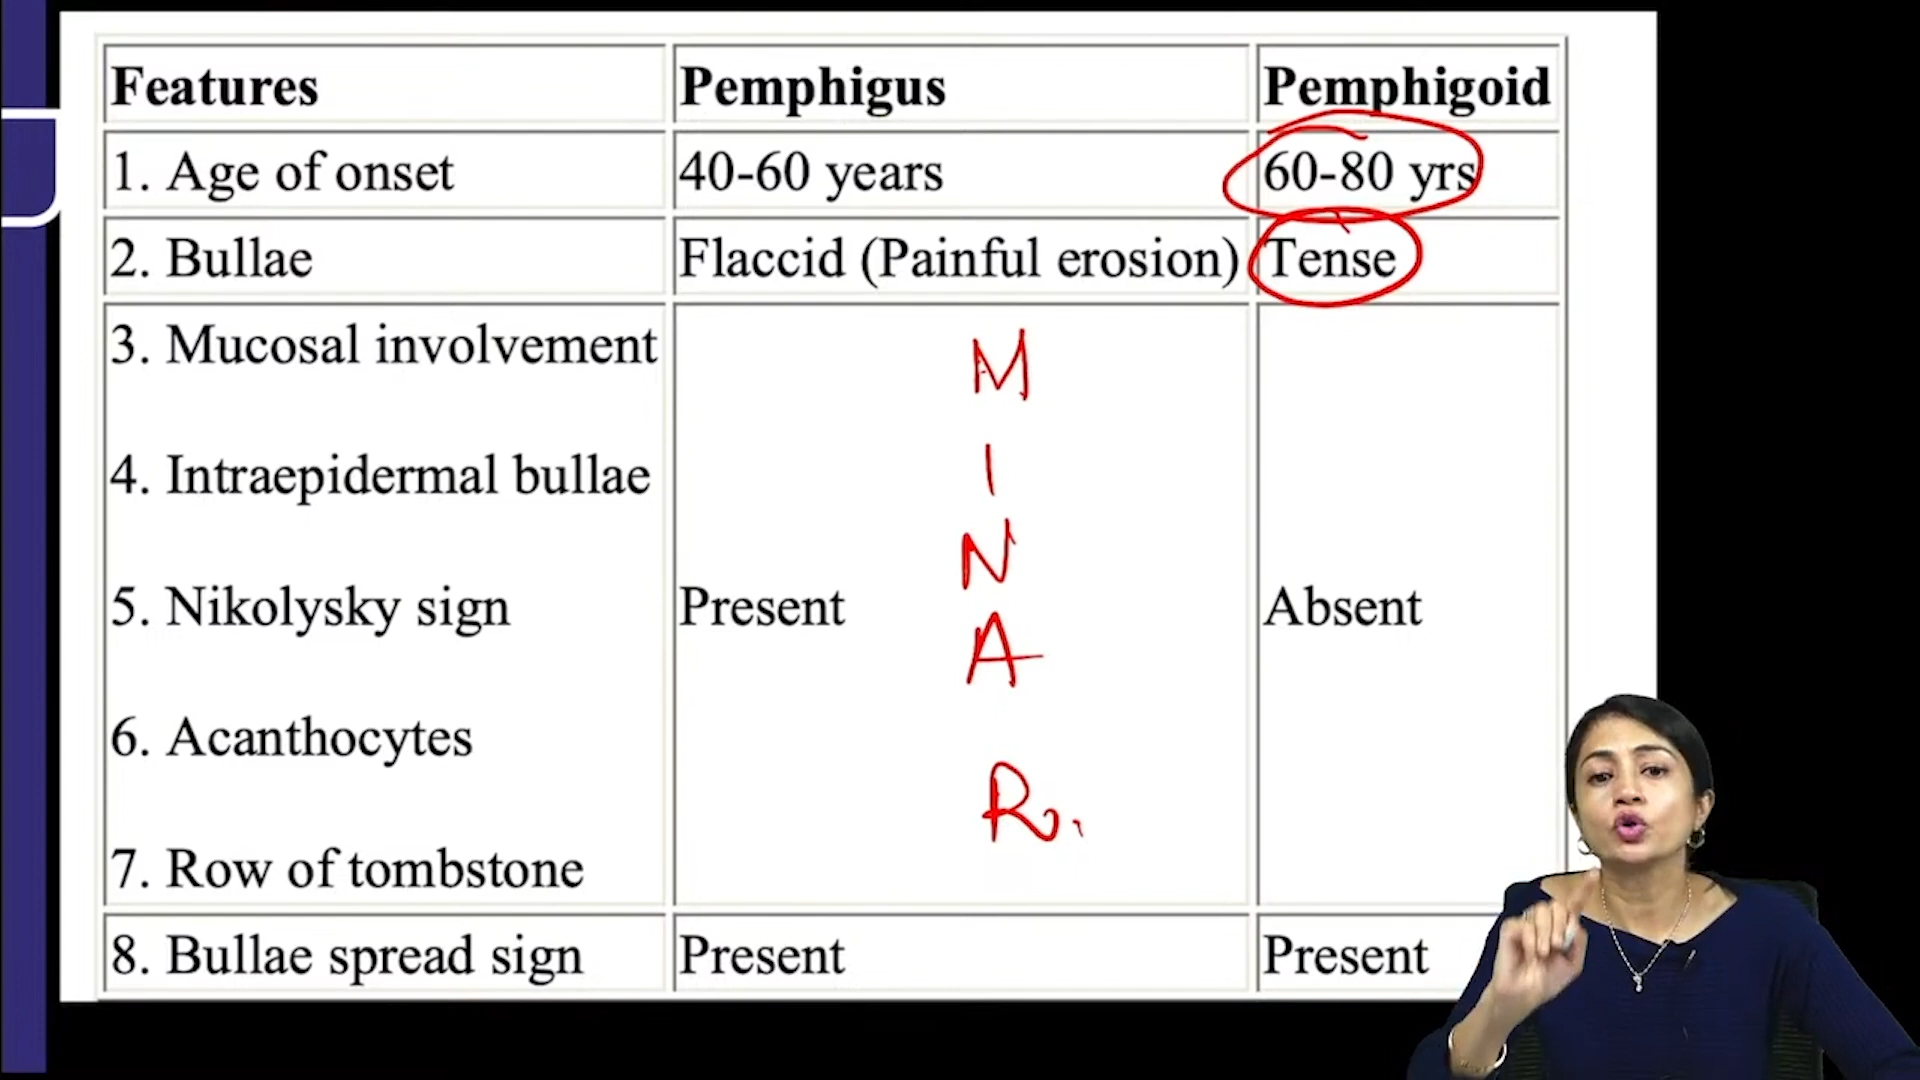 Features Pemphigus Pemphigoid
1. Age of onset 40-60 years 60-80 yrs
2. Bullae Flaccid (Painful erosion) Tense
3. Mucosal involvement M
4. Intraepidermal bullae I
N
5. Nikolysky sign Present Absent
A
6. Acanthocytes
R
7. Row of tombstone
8. Bullae spread sign Present Present